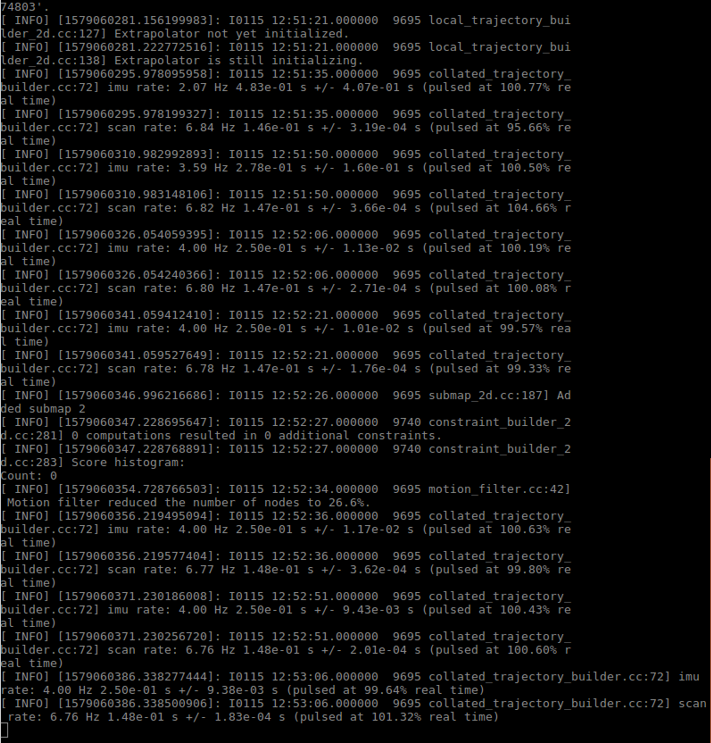 74803'.
[ INFO] [1579060281.156199983]: I0115 12:51:21.000000  9695 local_trajectory_bui
lder_2d.cc:127] Extrapolator not yet initialized.
[ INFO] [1579060281.222772516]: I0115 12:51:21.000000  9695 local_trajectory_bui
lder_2d.cc:138] Extrapolator is still initializing.
[ INFO] [1579060295.978095958]: I0115 12:51:35.000000  9695 collated_trajectory_
builder.cc:72] imu rate: 2.07 Hz 4.83e-01 s +/- 4.07e-01 s (pulsed at 100.77% re
al time)
[ INFO] [1579060295.978199327]: I0115 12:51:35.000000  9695 collated_trajectory_
builder.cc:72] scan rate: 6.84 Hz 1.46e-01 s +/- 3.19e-04 s (pulsed at 95.66% re
al time)
[ INFO] [1579060310.982992893]: I0115 12:51:50.000000  9695 collated_trajectory_
builder.cc:72] imu rate: 3.59 Hz 2.78e-01 s +/- 1.60e-01 s (pulsed at 100.50% re
al time)
[ INFO] [1579060310.983148106]: I0115 12:51:50.000000  9695 collated_trajectory_
builder.cc:72] scan rate: 6.82 Hz 1.47e-01 s +/- 3.66e-04 s (pulsed at 104.66% r
eal time)
[ INFO] [1579060326.054059395]: I0115 12:52:06.000000  9695 collated_trajectory_
builder.cc:72] imu rate: 4.00 Hz 2.50e-01 s +/- 1.13e-02 s (pulsed at 100.19% re
al time)
[ INFO] [1579060326.054240366]: I0115 12:52:06.000000  9695 collated_trajectory_
builder.cc:72] scan rate: 6.80 Hz 1.47e-01 s +/- 2.71e-04 s (pulsed at 100.08% r
eal time)
[ INFO] [1579060341.059412410]: I0115 12:52:21.000000  9695 collated_trajectory_
builder.cc:72] imu rate: 4.00 Hz 2.50e-01 s +/- 1.01e-02 s (pulsed at 99.57% rea
l time)
[ INFO] [1579060341.059527649]: I0115 12:52:21.000000  9695 collated_trajectory_
builder.cc:72] scan rate: 6.78 Hz 1.47e-01 s +/- 1.76e-04 s (pulsed at 99.33% re
al time)
[ INFO] [1579060346.996216686]: I0115 12:52:26.000000  9695 submap_2d.cc:187] Ad
ded submap 2
[ INFO] [1579060347.228695647]: I0115 12:52:27.000000  9740 constraint_builder_2
d.cc:281] 0 computations resulted in 0 additional constraints.
[ INFO] [1579060347.228768891]: I0115 12:52:27.000000  9740 constraint_builder_2
d.cc:283] Score histogram:
Count: 0
[ INFO] [1579060354.728766503]: I0115 12:52:34.000000  9695 motion_filter.cc:42]
 Motion filter reduced the number of nodes to 26.6%.
[ INFO] [1579060356.219495094]: I0115 12:52:36.000000  9695 collated_trajectory_
builder.cc:72] imu rate: 4.00 Hz 2.50e-01 s +/- 1.17e-02 s (pulsed at 100.63% re
al time)
[ INFO] [1579060356.219577404]: I0115 12:52:36.000000  9695 collated_trajectory_
builder.cc:72] scan rate: 6.77 Hz 1.48e-01 s +/- 3.62e-04 s (pulsed at 99.80% re
al time)
[ INFO] [1579060371.230186008]: I0115 12:52:51.000000  9695 collated_trajectory_
builder.cc:72] imu rate: 4.00 Hz 2.50e-01 s +/- 9.43e-03 s (pulsed at 100.43% re
al time)
[ INFO] [1579060371.230256720]: I0115 12:52:51.000000  9695 collated_trajectory_
builder.cc:72] scan rate: 6.76 Hz 1.48e-01 s +/- 2.01e-04 s (pulsed at 100.60% r
eal time)
[ INFO] [1579060386.338277444]: I0115 12:53:06.000000  9695 collated_trajectory_builder.cc:72] imu
rate: 4.00 Hz 2.50e-01 s +/- 9.38e-03 s (pulsed at 99.64% real time)
[ INFO] [1579060386.338500906]: I0115 12:53:06.000000  9695 collated_trajectory_builder.cc:72] scan
 rate: 6.76 Hz 1.48e-01 s +/- 1.83e-04 s (pulsed at 101.32% real time)